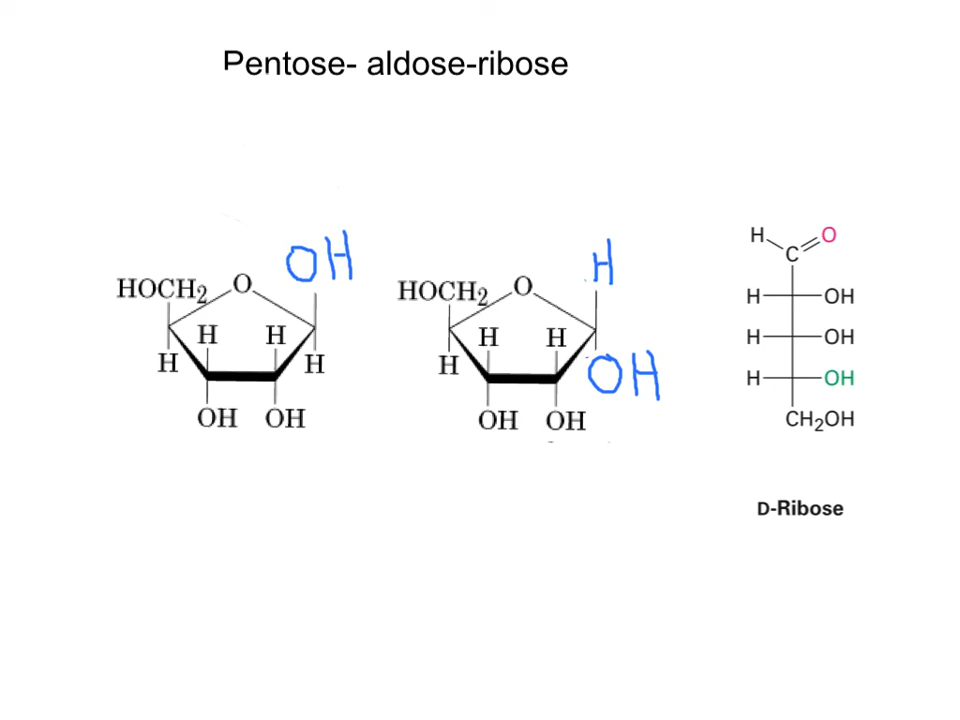 Pentose- aldose-ribose
OH
HOCH2 O
H H
H H
OH OH
H
HOCH2 O
H H
H OH
OH OH
H O
C
H OH
H OH
H OH
CH2OH
D-Ribose